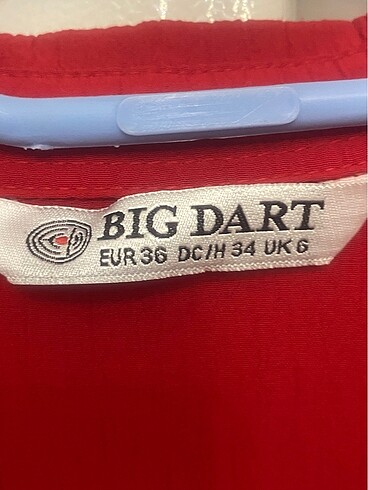 BIG DART
EUR 36 DC/H 34 UK 6